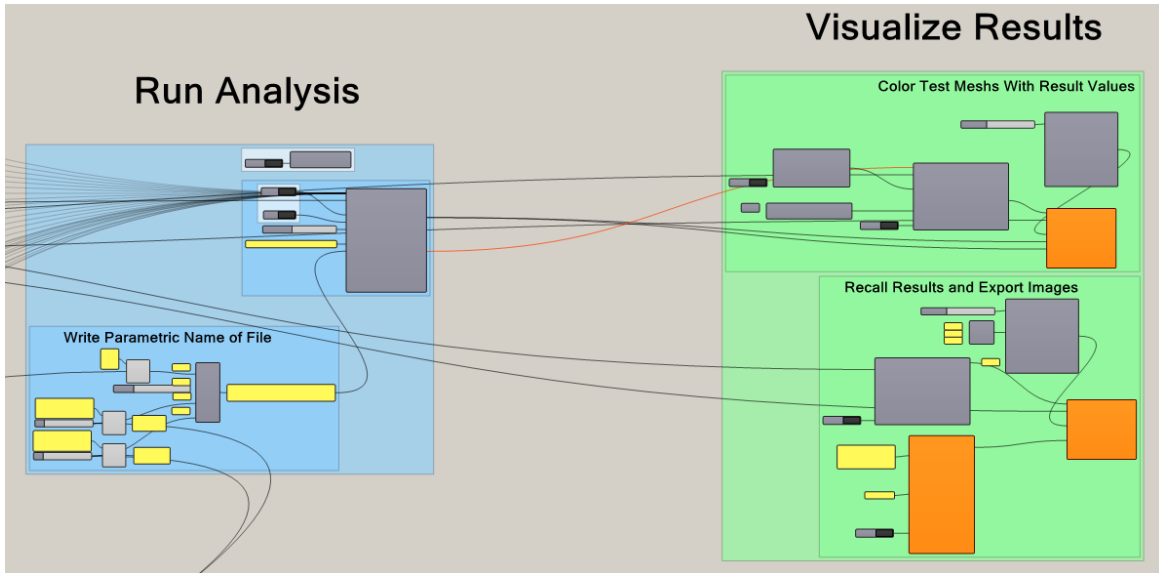 Visualize Results
Run Analysis
Color Test Meshs With Result Values
Recall Results and Export Images
Write Parametric Name of File